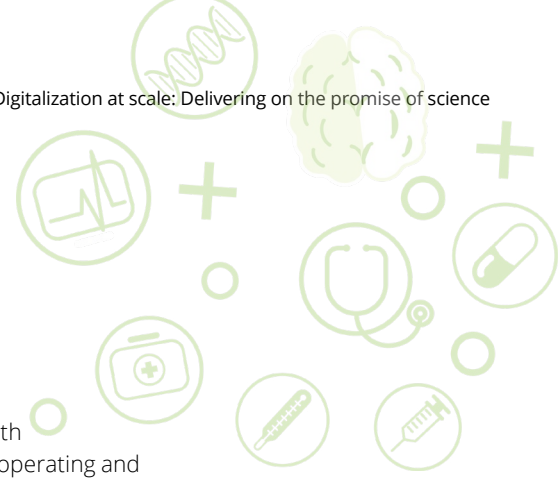 Digitalization at scale: Delivering on the promise of science
th
operating and